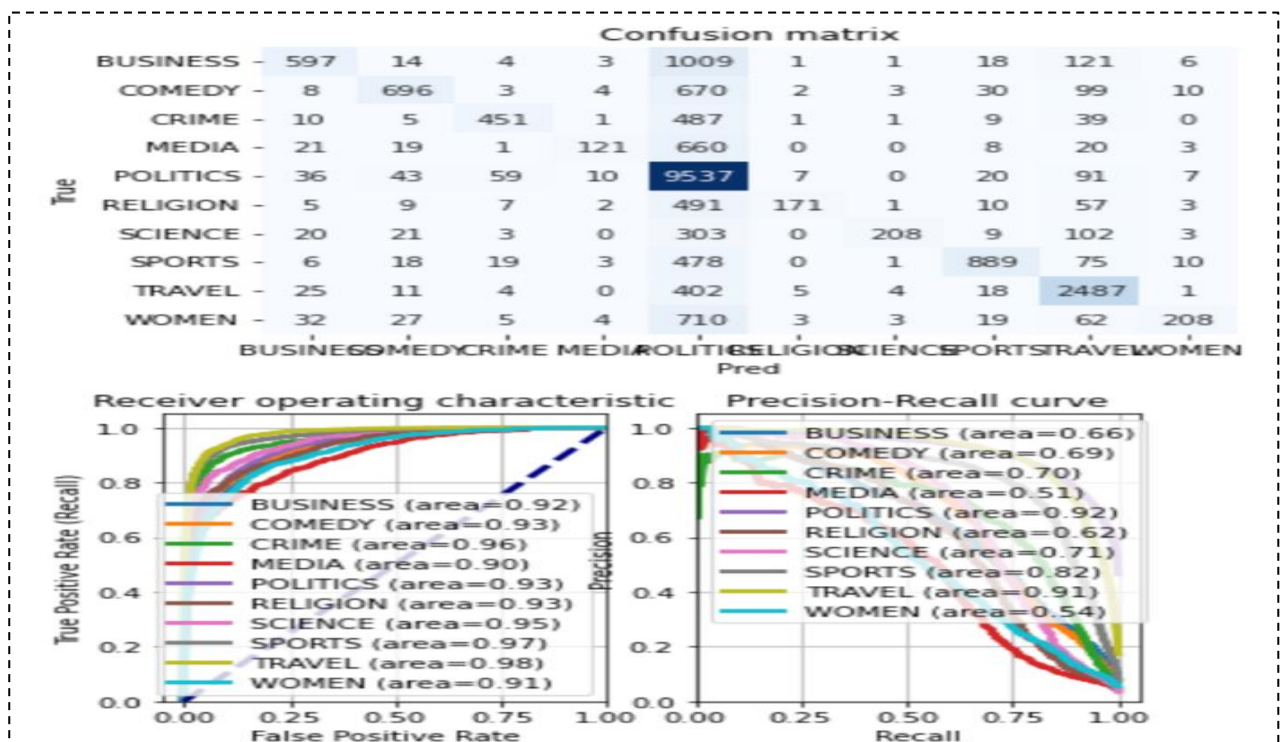 Confusion matrix
BUSINESS 597 14 4 3 1009 1 1 18 121 6
COMEDY 8 696 3 4 670 2 3 30 99 10
CRIME 10 5 451 1 487 1 1 9 39 0
MEDIA 21 19 1 121 660 0 0 8 20 3
POLITICS 36 43 59 10 9537 7 0 20 91 7
RELIGION 5 9 7 2 491 171 1 10 57 3
SCIENCE 20 21 3 0 303 0 208 9 102 3
SPORTS 6 18 19 3 478 0 1 889 75 10
TRAVEL 25 11 4 0 402 5 4 18 2487 1
WOMEN 32 27 5 4 710 3 3 19 62 208
True
BUSINESS COMEDY CRIME MEDIA POLITICS RELIGION SCIENCE SPORTS TRAVEL WOMEN
Pred
Receiver operating characteristic
True Positive Rate (Recall)
1.0
0.8
0.6
0.4
0.2
0.0
BUSINESS (area=0.92)
COMEDY (area=0.93)
CRIME (area=0.96)
MEDIA (area=0.90)
POLITICS (area=0.93)
RELIGION (area=0.93)
SCIENCE (area=0.95)
SPORTS (area=0.97)
TRAVEL (area=0.98)
WOMEN (area=0.91)
0.00 0.25 0.50 0.75 1.00
False Positive Rate
Precision-Recall curve
Precision
1.0
0.8
0.6
0.4
0.2
0.0
BUSINESS (area=0.66)
COMEDY (area=0.69)
CRIME (area=0.70)
MEDIA (area=0.51)
POLITICS (area=0.92)
RELIGION (area=0.62)
SCIENCE (area=0.71)
SPORTS (area=0.82)
TRAVEL (area=0.91)
WOMEN (area=0.54)
0.00 0.25 0.50 0.75 1.00
Recall